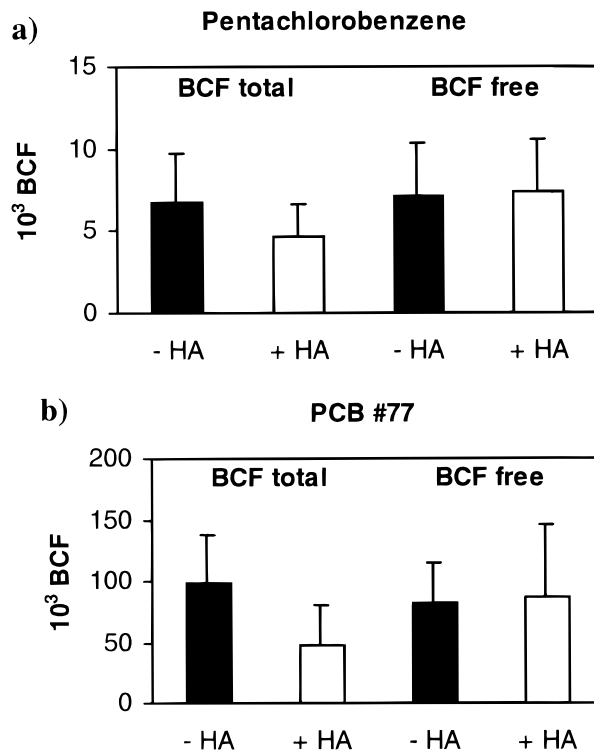 a)
Pentachlorobenzene
15
BCF total BCF free
10
10³ BCF
5
0
- HA + HA - HA + HA
b)
PCB #77
200
BCF total BCF free
150
10³ BCF
100
50
0
- HA + HA - HA + HA